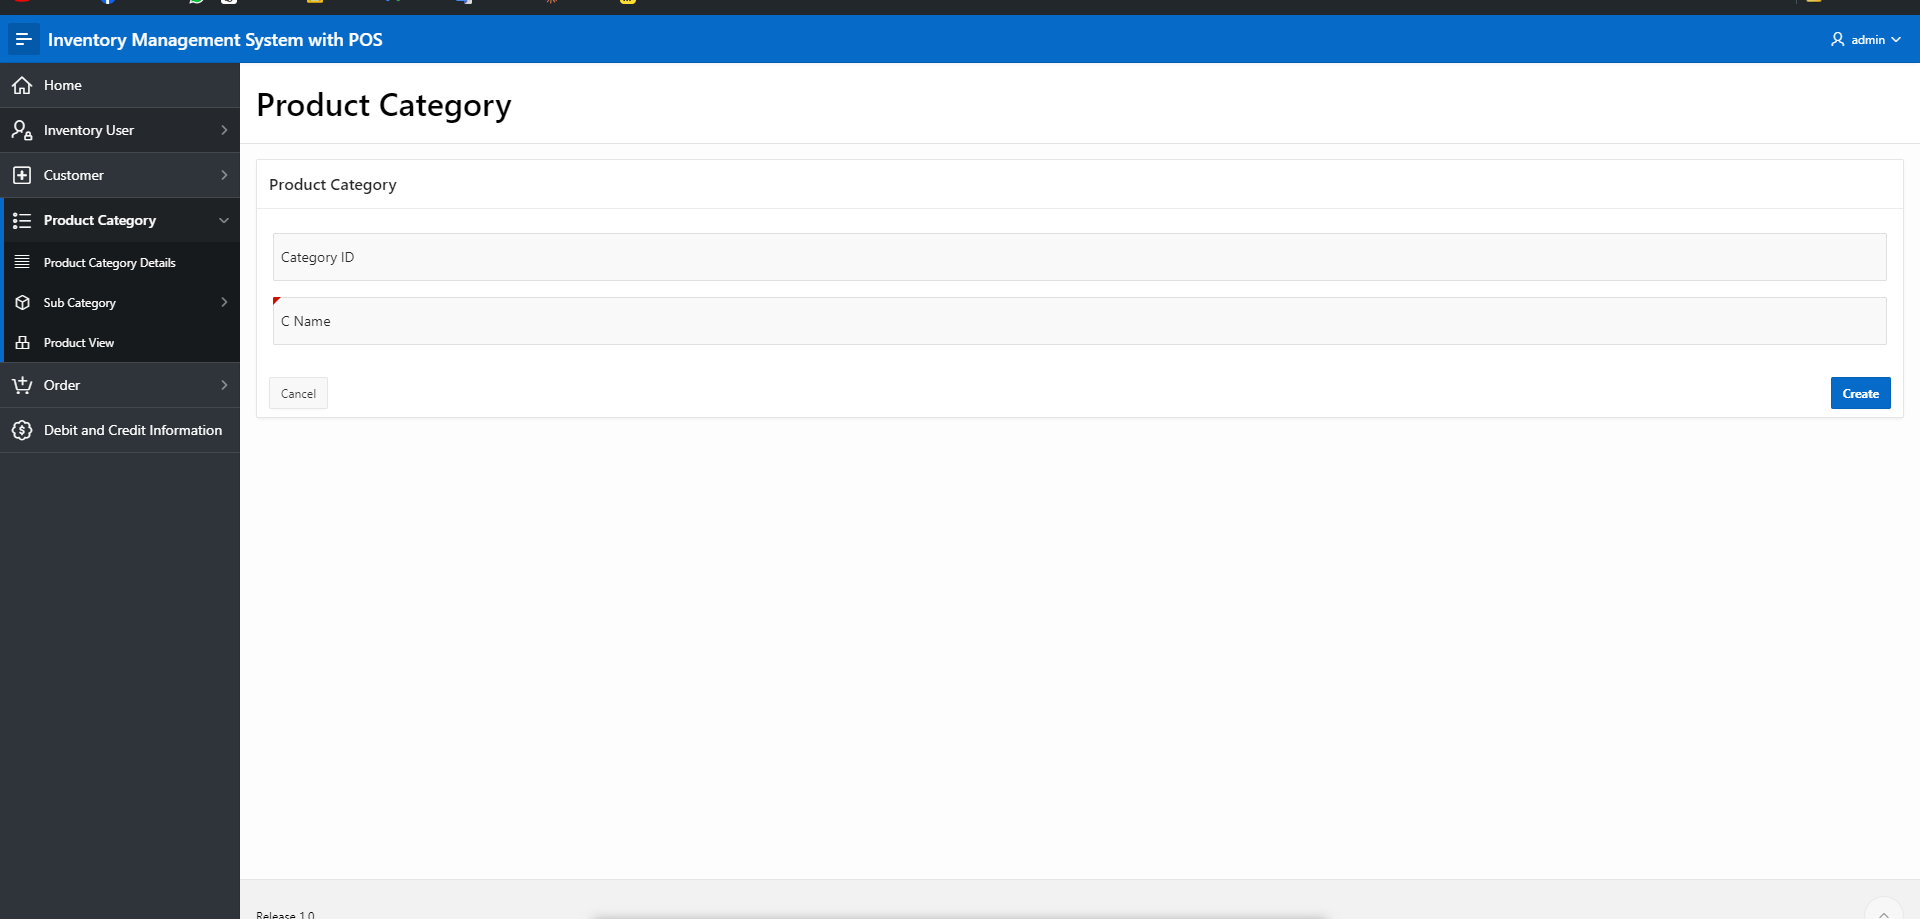 Inventory Management System with POS
admin
Home
Inventory User
Customer
Product Category
Product Category Details
Sub Category
Product View
Order
Debit and Credit Information
Product Category
Product Category
Category ID
C Name
Cancel
Create
Release 1.0